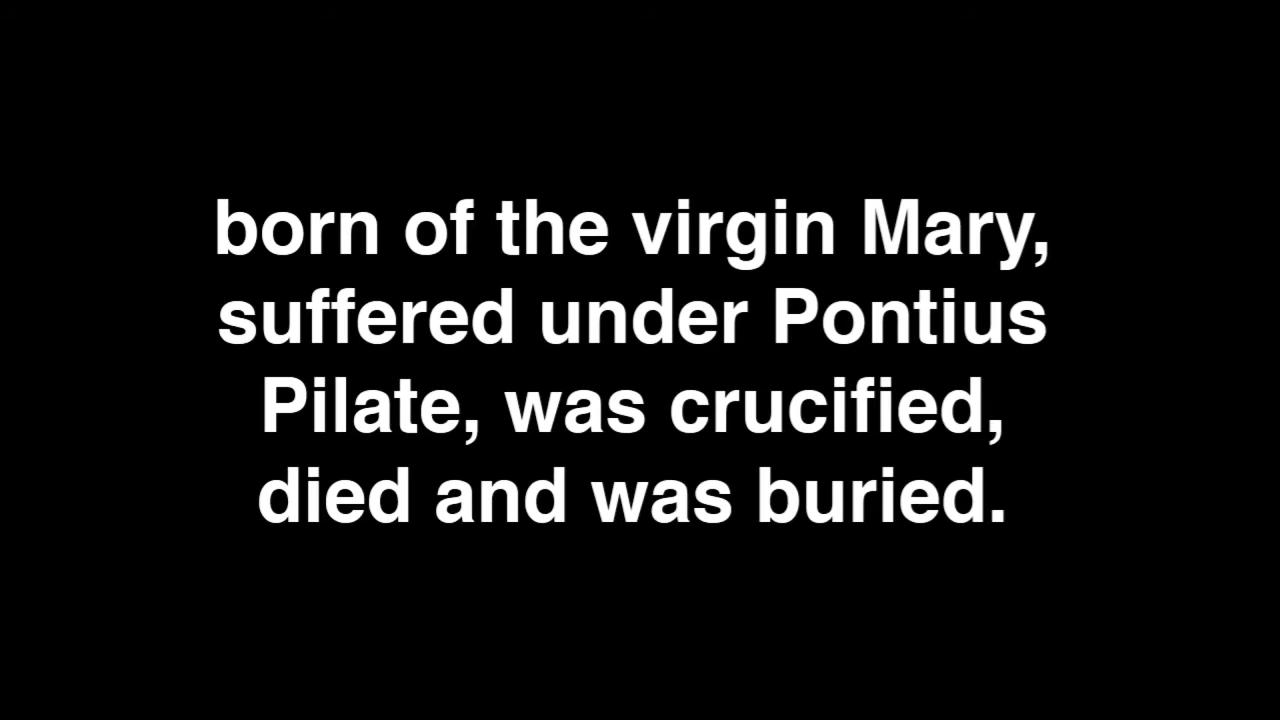 born of the virgin Mary,
suffered under Pontius
Pilate, was crucified,
died and was buried.